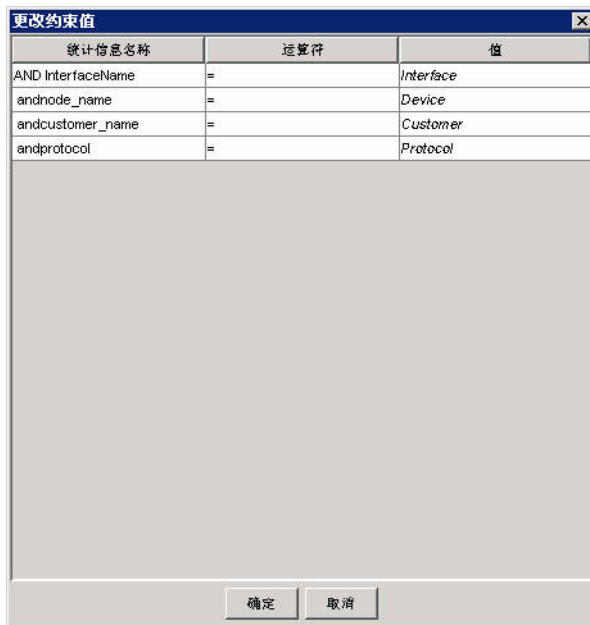 更改约束值
统计信息名称 运算符 值
AND InterfaceName = Interface
andnode_name = Device
andcustomer_name = Customer
andprotocol = Protocol
确定 取消